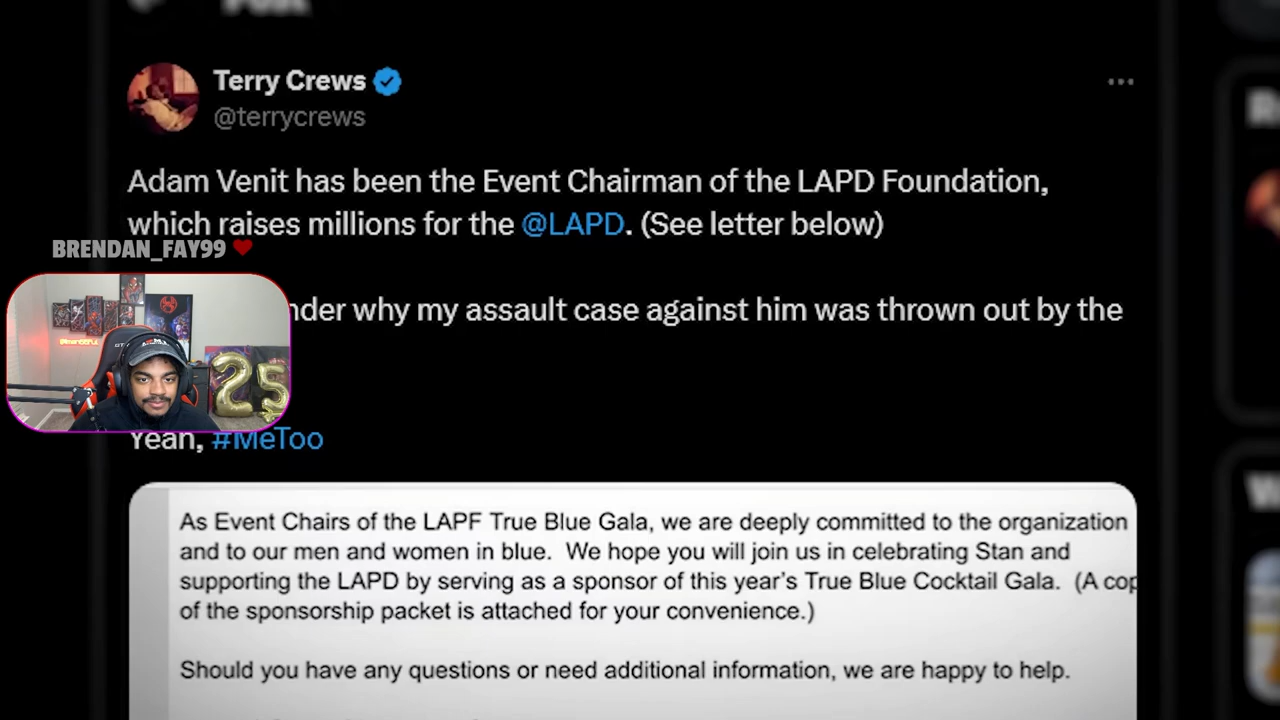 Post
Terry Crews
@terrycrews
Adam Venit has been the Event Chairman of the LAPD Foundation,
which raises millions for the @LAPD. (See letter below)
BRENDAN_FAY99
why my assault case against him was thrown out by the
25
Yeah, #MeToo
As Event Chairs of the LAPF True Blue Gala, we are deeply committed to the organization
and to our men and women in blue. We hope you will join us in celebrating Stan and
supporting the LAPD by serving as a sponsor of this year's True Blue Cocktail Gala. (A
of the sponsorship packet is attached for your convenience.)
Should you have any questions or need additional information, we are happy to help.